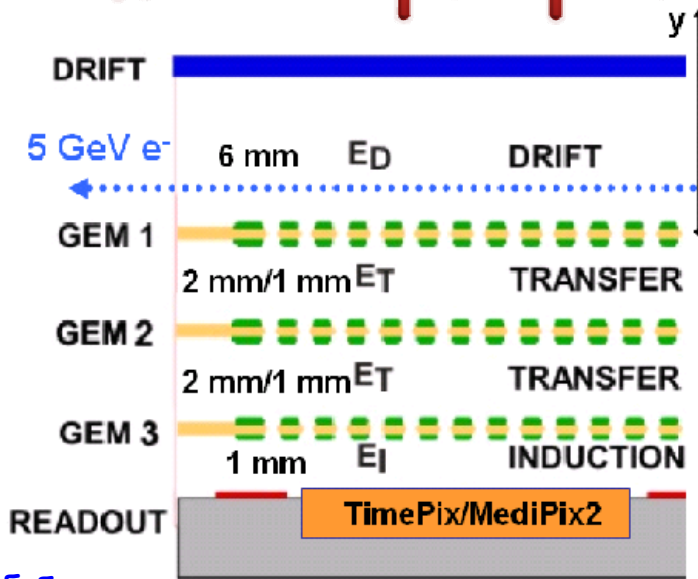 y
DRIFT
5 GeV e-
6 mm ED DRIFT
GEM 1
2 mm/1 mm ET TRANSFER
GEM 2
2 mm/1 mm ET TRANSFER
GEM 3
1 mm EI INDUCTION
READOUT TimePix/MediPix2